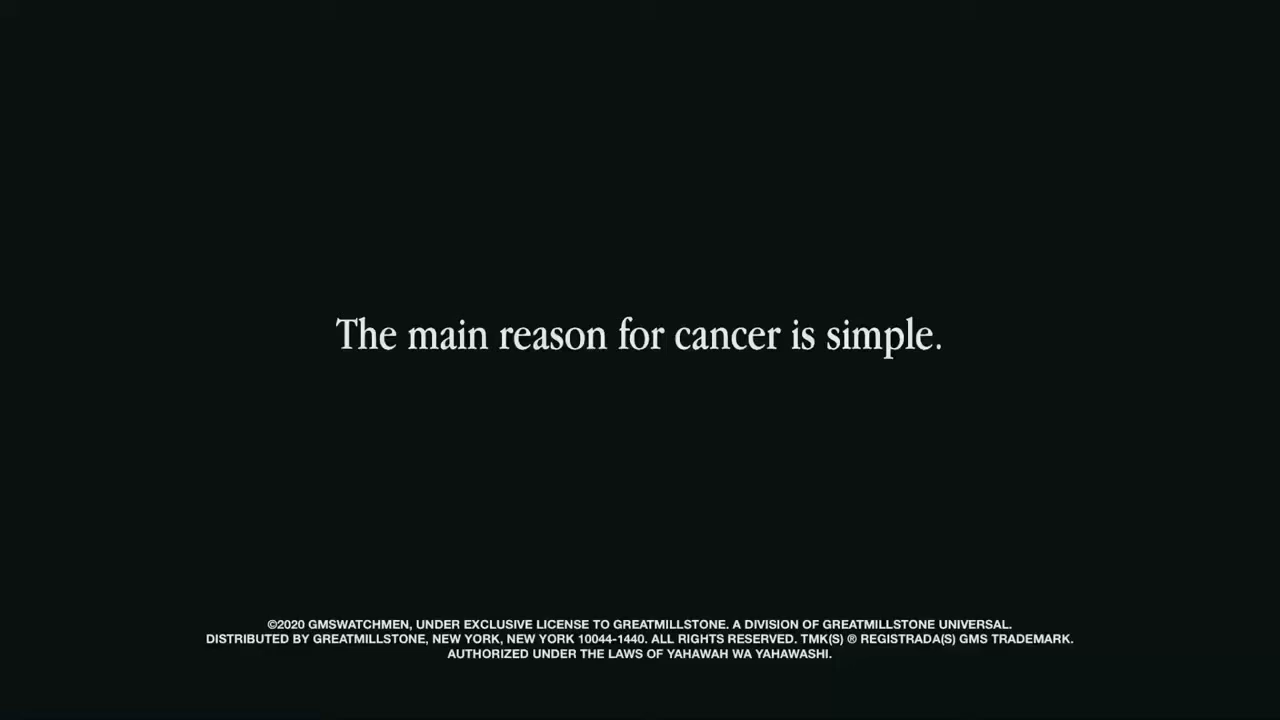 The main reason for cancer is simple.
©2020 GMSWATCHMEN, UNDER EXCLUSIVE LICENSE TO GREATMILLSTONE. A DIVISION OF GREATMILLSTONE UNIVERSAL.
DISTRIBUTED BY GREATMILLSTONE, NEW YORK, NEW YORK 10044-1440. ALL RIGHTS RESERVED. TMK(S) ® REGISTRADA(S) GMS TRADEMARK.
AUTHORIZED UNDER THE LAWS OF YAHAWAH WA YAHAWASHI.